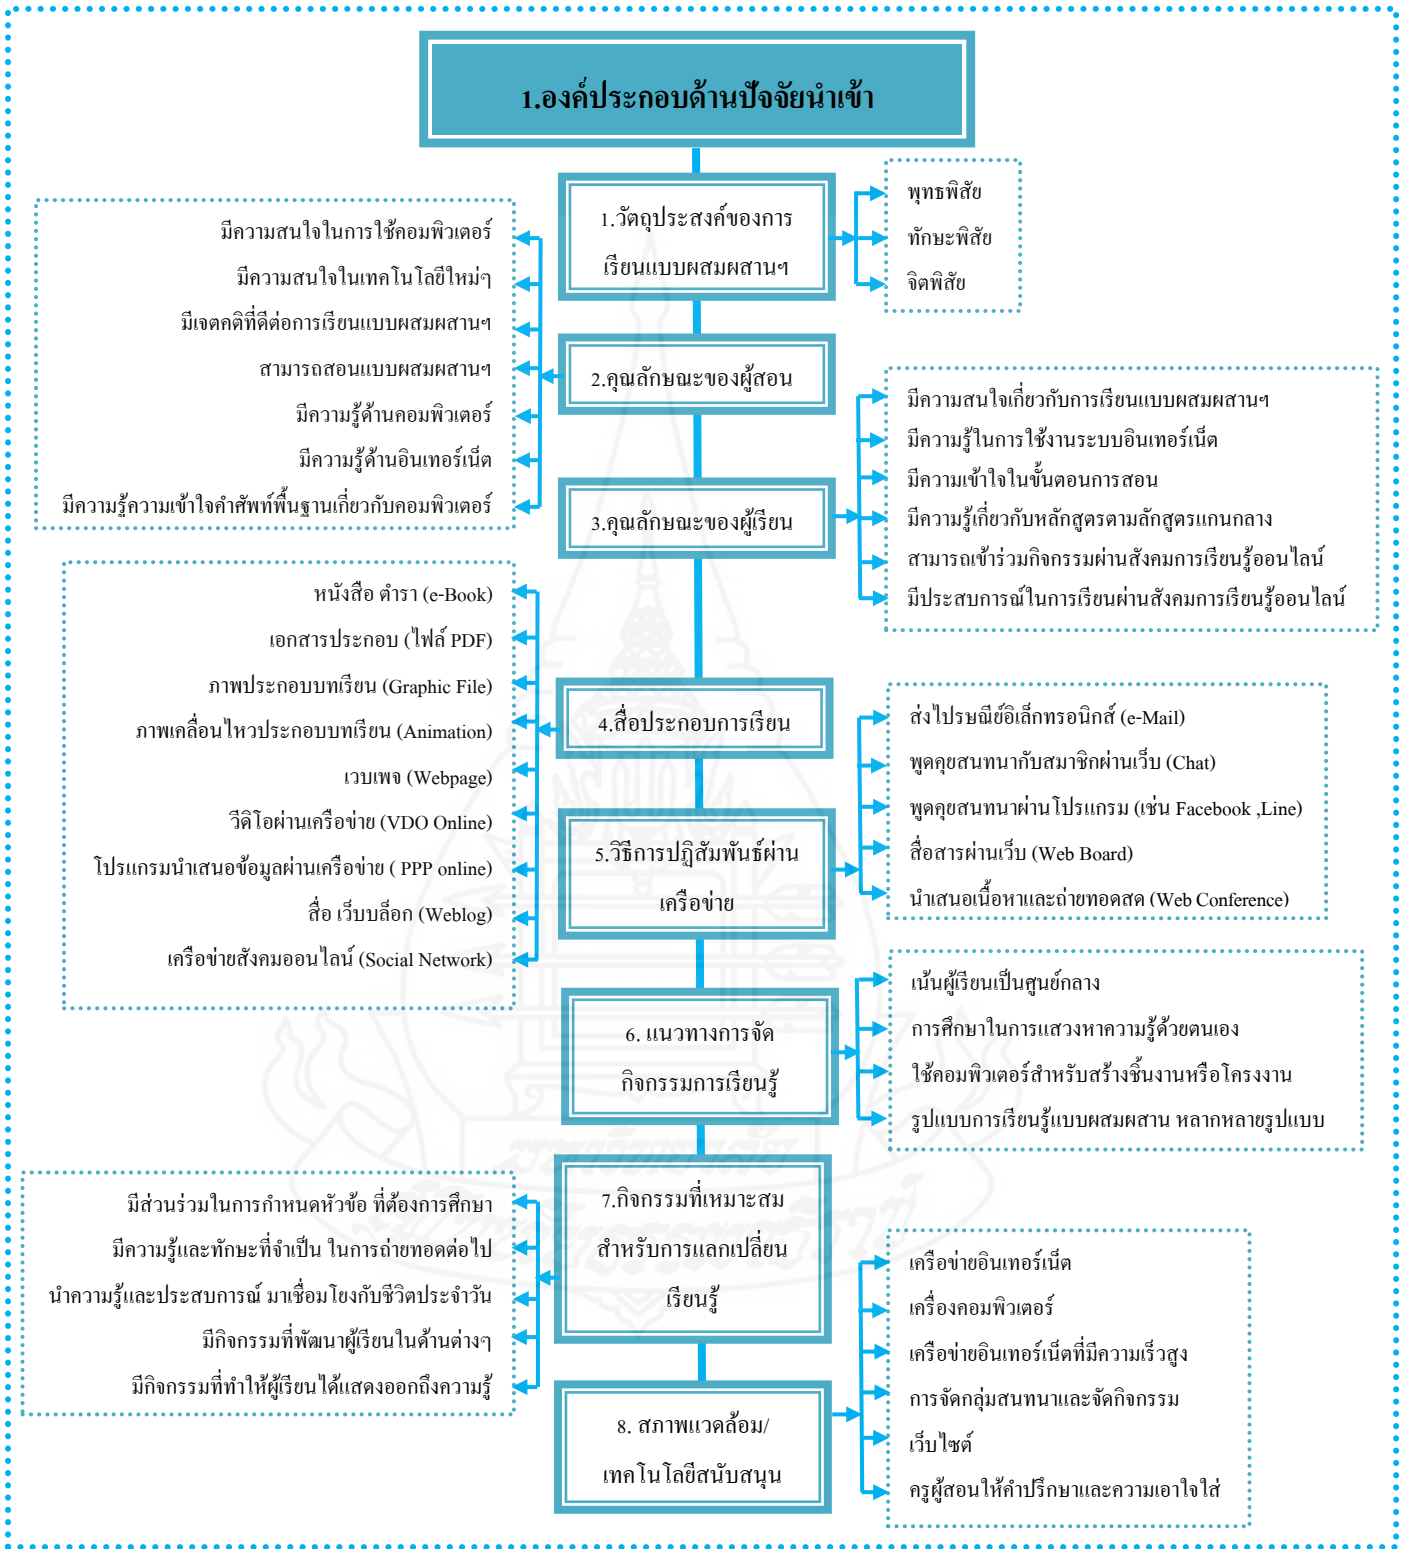 1.องค์ประกอบด้านปัจจัยนำเข้า
1.วัตถุประสงค์ของการ
เรียนแบบผสมผสานฯ
พุทธพิสัย
ทักษะพิสัย
จิตพิสัย
2.คุณลักษณะของผู้สอน
มีความสนใจในการใช้คอมพิวเตอร์
มีความสนใจในเทคโนโลยีใหม่ๆ
มีเจตคติที่ดีต่อการเรียนแบบผสมผสานฯ
สามารถสอนแบบผสมผสานฯ
มีความรู้ด้านคอมพิวเตอร์
มีความรู้ด้านอินเทอร์เน็ต
มีความรู้ความเข้าใจคำศัพท์พื้นฐานเกี่ยวกับคอมพิวเตอร์
3.คุณลักษณะของผู้เรียน
มีความสนใจเกี่ยวกับการเรียนแบบผสมผสานฯ
มีความรู้ในการใช้งานระบบอินเทอร์เน็ต
มีความเข้าใจในขั้นตอนการสอน
มีความรู้เกี่ยวกับหลักสูตรตามลักสูตรแกนกลาง
สามารถเข้าร่วมกิจกรรมผ่านสังคมการเรียนรู้ออนไลน์
มีประสบการณ์ในการเรียนผ่านสังคมการเรียนรู้ออนไลน์
4.สื่อประกอบการเรียน
หนังสือ ตำรา (e-Book)
เอกสารประกอบ (ไฟล์ PDF)
ภาพประกอบบทเรียน (Graphic File)
ภาพเคลื่อนไหวประกอบบทเรียน (Animation)
เวบเพจ (Webpage)
วีดิโอผ่านเครือข่าย (VDO Online)
โปรแกรมนำเสนอข้อมูลผ่านเครือข่าย ( PPP online)
สื่อ เว็บบล็อก (Weblog)
เครือข่ายสังคมออนไลน์ (Social Network)
5.วิธีการปฏิสัมพันธ์ผ่าน
เครือข่าย
ส่งไปรษณีย์อิเล็กทรอนิกส์ (e-Mail)
พูดคุยสนทนากับสมาชิกผ่านเว็บ (Chat)
พูดคุยสนทนาผ่านโปรแกรม (เช่น Facebook ,Line)
สื่อสารผ่านเว็บ (Web Board)
นำเสนอเนื้อหาและถ่ายทอดสด (Web Conference)
6. แนวทางการจัด
กิจกรรมการเรียนรู้
เน้นผู้เรียนเป็นศูนย์กลาง
การศึกษาในการแสวงหาความรู้ด้วยตนเอง
ใช้คอมพิวเตอร์สำหรับสร้างชิ้นงานหรือโครงงาน
รูปแบบการเรียนรู้แบบผสมผสาน หลากหลายรูปแบบ
7.กิจกรรมที่เหมาะสม
สำหรับการแลกเปลี่ยน
เรียนรู้
มีส่วนร่วมในการกำหนดหัวข้อ ที่ต้องการศึกษา
มีความรู้และทักษะที่จำเป็น ในการถ่ายทอดต่อไป
นำความรู้และประสบการณ์ มาเชื่อมโยงกับชีวิตประจำวัน
มีกิจกรรมที่พัฒนาผู้เรียนในด้านต่างๆ
มีกิจกรรมที่ทำให้ผู้เรียนได้แสดงออกถึงความรู้
8. สภาพแวดล้อม/
เทคโนโลยีสนับสนุน
เครือข่ายอินเทอร์เน็ต
เครื่องคอมพิวเตอร์
เครือข่ายอินเทอร์เน็ตที่มีความเร็วสูง
การจัดกลุ่มสนทนาและจัดกิจกรรม
เว็บไซต์
ครูผู้สอนให้คำปรึกษาและความเอาใจใส่